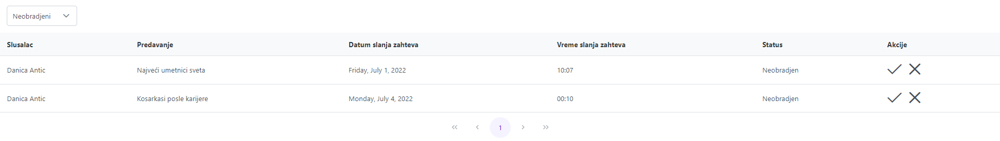 Neobradjeni
Slusalac Predavanje Datum slanja zahteva Vreme slanja zahteva Status Akcije
Danica Antic Najveći umetnici sveta Friday, July 1, 2022 10:07 Neobradjen
Danica Antic Kosarkasi posle karijere Monday, July 4, 2022 00:10 Neobradjen
1